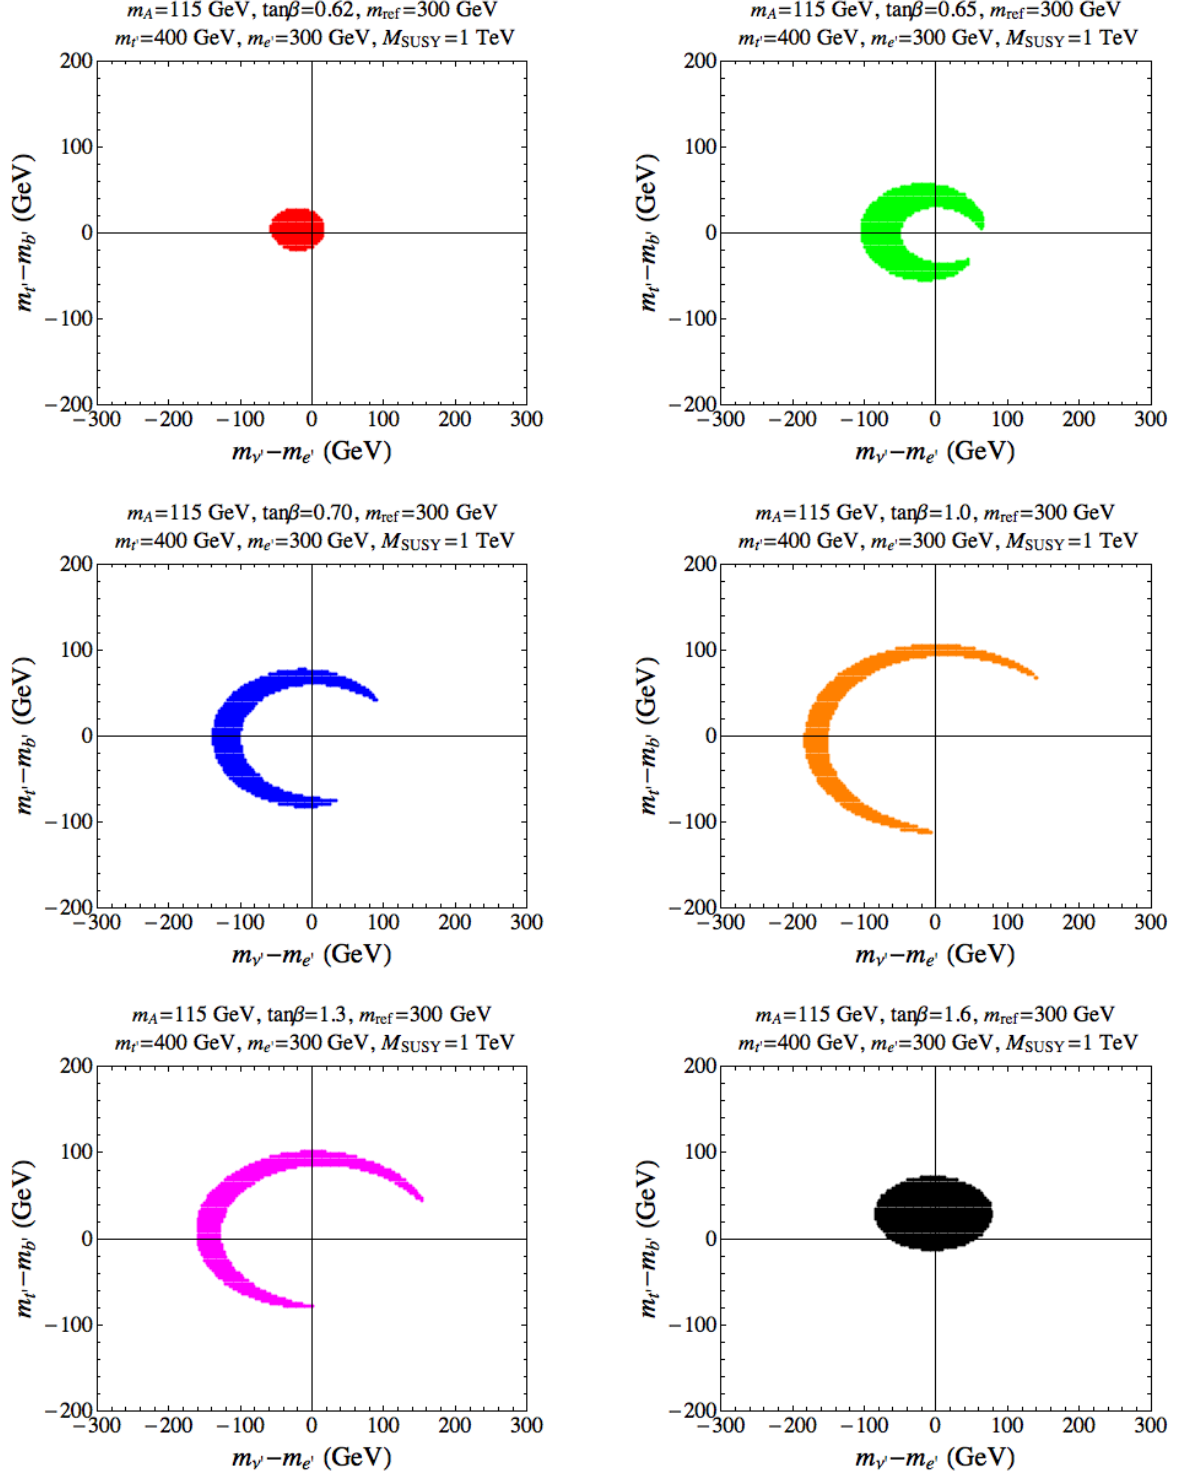 m_A=115 GeV, tanβ=0.62, m_ref=300 GeV
m_t'=400 GeV, m_e'=300 GeV, M_SUSY=1 TeV
200
100
0
−100
−200
−300 −200 −100 0 100 200 300
m_t'−m_b' (GeV)
m_ν'−m_e' (GeV)
m_A=115 GeV, tanβ=0.65, m_ref=300 GeV
m_t'=400 GeV, m_e'=300 GeV, M_SUSY=1 TeV
200
100
0
−100
−200
−300 −200 −100 0 100 200 300
m_t'−m_b' (GeV)
m_ν'−m_e' (GeV)
m_A=115 GeV, tanβ=0.70, m_ref=300 GeV
m_t'=400 GeV, m_e'=300 GeV, M_SUSY=1 TeV
200
100
0
−100
−200
−300 −200 −100 0 100 200 300
m_t'−m_b' (GeV)
m_ν'−m_e' (GeV)
m_A=115 GeV, tanβ=1.0, m_ref=300 GeV
m_t'=400 GeV, m_e'=300 GeV, M_SUSY=1 TeV
200
100
0
−100
−200
−300 −200 −100 0 100 200 300
m_t'−m_b' (GeV)
m_ν'−m_e' (GeV)
m_A=115 GeV, tanβ=1.3, m_ref=300 GeV
m_t'=400 GeV, m_e'=300 GeV, M_SUSY=1 TeV
200
100
0
−100
−200
−300 −200 −100 0 100 200 300
m_t'−m_b' (GeV)
m_ν'−m_e' (GeV)
m_A=115 GeV, tanβ=1.6, m_ref=300 GeV
m_t'=400 GeV, m_e'=300 GeV, M_SUSY=1 TeV
200
100
0
−100
−200
−300 −200 −100 0 100 200 300
m_t'−m_b' (GeV)
m_ν'−m_e' (GeV)